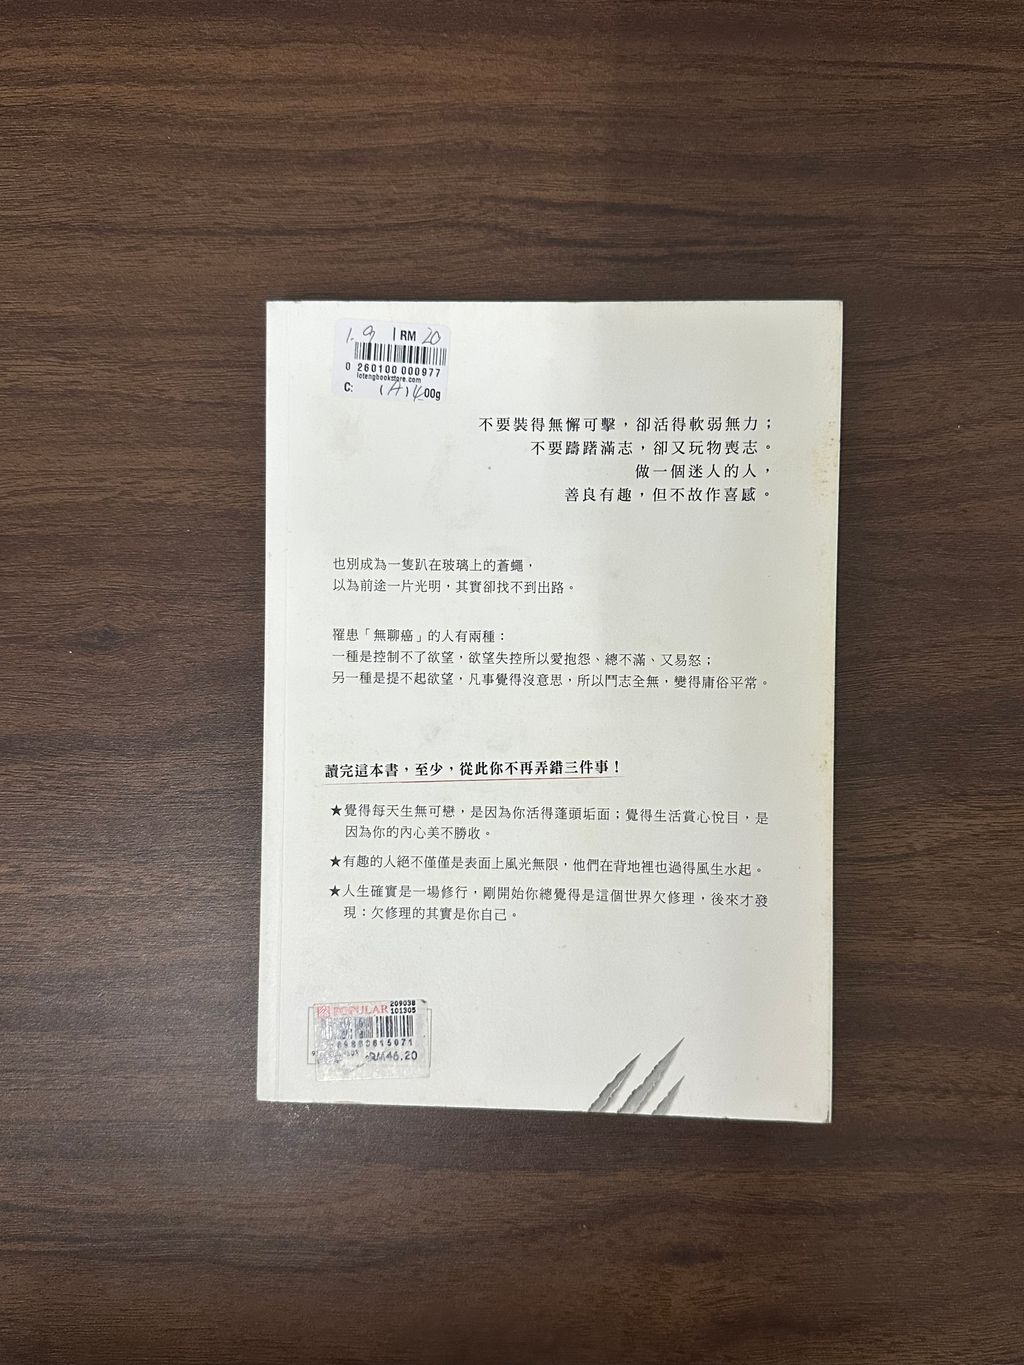 1. 9 RM 20
0 260100 000977
lotengbookstore.com
C: (A) 4.00g
不要裝得無懈可擊，卻活得軟弱無力；
不要躊躇滿志，卻又玩物喪志。
做一個迷人的人，
善良有趣，但不故作喜感。
也別成為一隻趴在玻璃上的蒼蠅，
以為前途一片光明，其實卻找不到出路。
罹患「無聊癌」的人有兩種：
一種是控制不了欲望，欲望失控所以愛抱怨、總不滿、又易怒；
另一種是提不起欲望，凡事覺得沒意思，所以鬥志全無，變得庸俗平常。
讀完這本書，至少，從此你不再弄錯三件事！
★覺得每天生無可戀，是因為你活得蓬頭垢面；覺得生活賞心悅目，是
因為你的內心美不勝收。
★有趣的人絕不僅僅是表面上風光無限，他們在背地裡也過得風生水起。
★人生確實是一場修行，剛開始你總覺得是這個世界欠修理，後來才發
現：欠修理的其實是你自己。
POPULAR
209038
101305
RM46.20